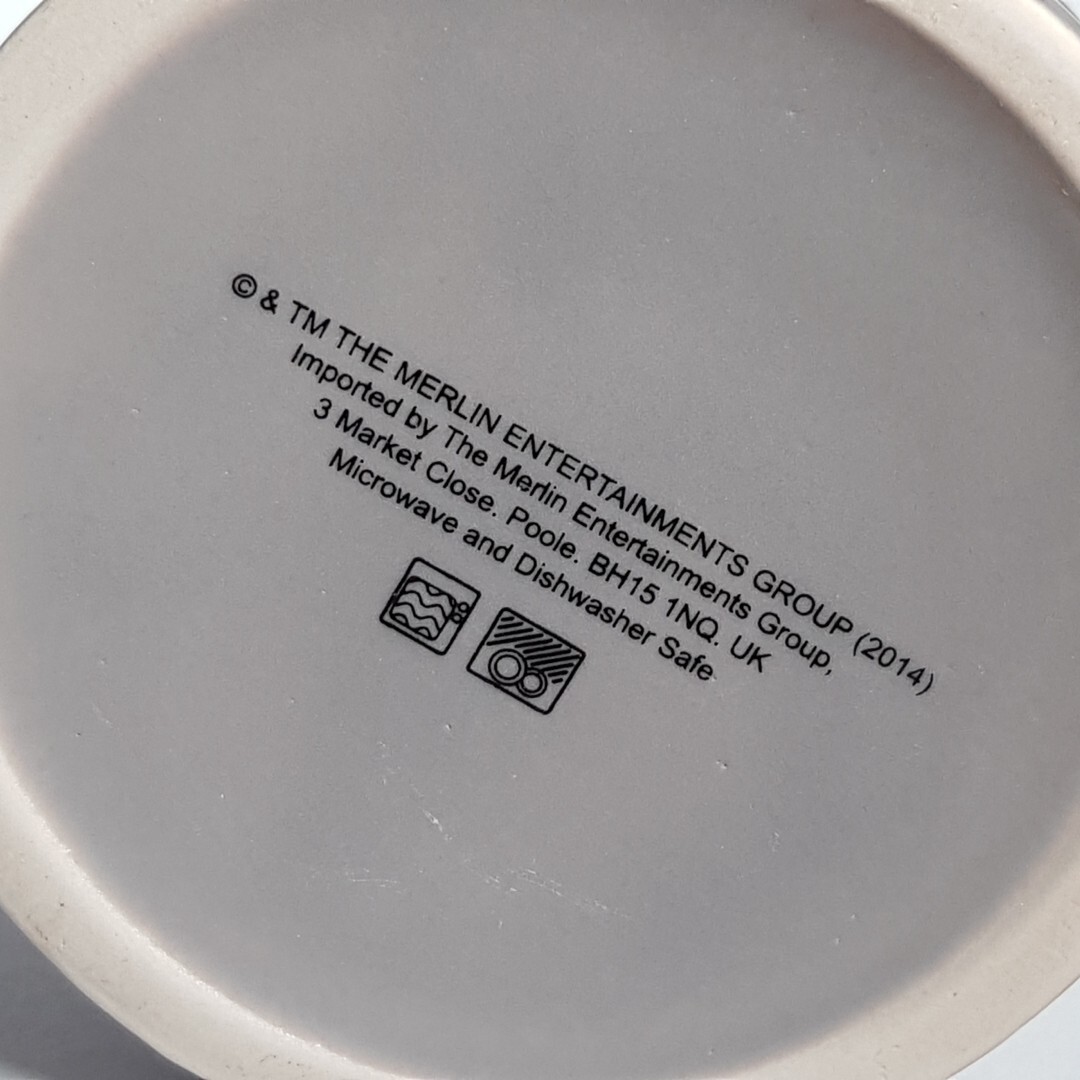 © & TM THE MERLIN ENTERTAINMENTS GROUP (2014)
Imported by The Merlin Entertainments Group,
3 Market Close. Poole. BH15 1NQ. UK
Microwave and Dishwasher Safe